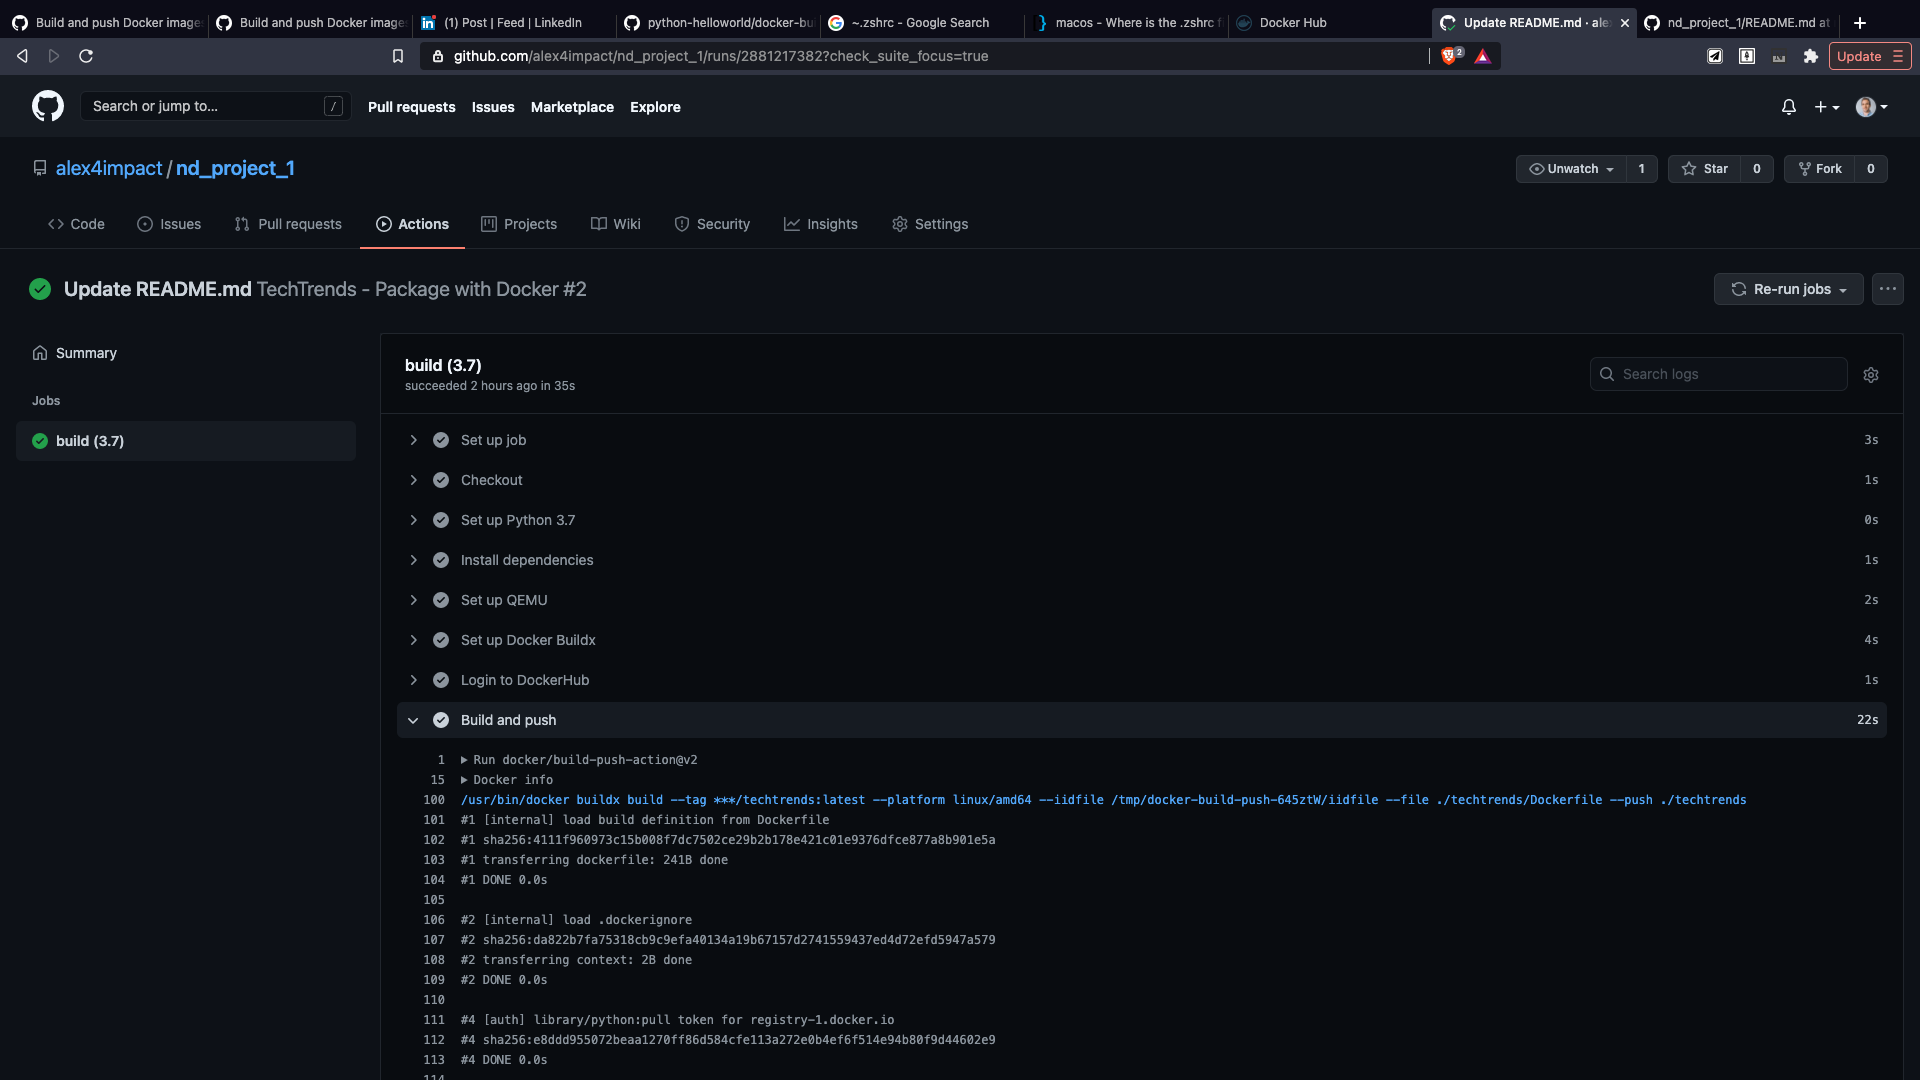 Build and push Docker image
Build and push Docker image
(1) Post | Feed | LinkedIn
python-helloworld/docker-bu
~.zshrc - Google Search
macos - Where is the .zshrc f
Docker Hub
Update README.md · ale
nd_project_1/README.md at
github.com/alex4impact/nd_project_1/runs/2881217382?check_suite_focus=true
2
Update
Search or jump to...
/
Pull requests
Issues
Marketplace
Explore
alex4impact / nd_project_1
Unwatch
1
Star
0
Fork
0
Code
Issues
Pull requests
Actions
Projects
Wiki
Security
Insights
Settings
Update README.md TechTrends - Package with Docker #2
Re-run jobs
Summary
Jobs
build (3.7)
build (3.7)
succeeded 2 hours ago in 35s
Search logs
Set up job 3s
Checkout 1s
Set up Python 3.7 0s
Install dependencies 1s
Set up QEMU 2s
Set up Docker Buildx 4s
Login to DockerHub 1s
Build and push 22s
1 Run docker/build-push-action@v2
15 Docker info
100 /usr/bin/docker buildx build --tag ***/techtrends:latest --platform linux/amd64 --iidfile /tmp/docker-build-push-645ztW/iidfile --file ./techtrends/Dockerfile --push ./techtrends
101 #1 [internal] load build definition from Dockerfile
102 #1 sha256:4111f960973c15b008f7dc7502ce29b2b178e421c01e9376dfce877a8b901e5a
103 #1 transferring dockerfile: 241B done
104 #1 DONE 0.0s
105
106 #2 [internal] load .dockerignore
107 #2 sha256:da822b7fa75318cb9c9efa40134a19b67157d2741559437ed4d72efd5947a579
108 #2 transferring context: 2B done
109 #2 DONE 0.0s
110
111 #4 [auth] library/python:pull token for registry-1.docker.io
112 #4 sha256:e8ddd955072beaa1270ff86d584cfe113a272e0b4ef6f514e94b80f9d44602e9
113 #4 DONE 0.0s
114